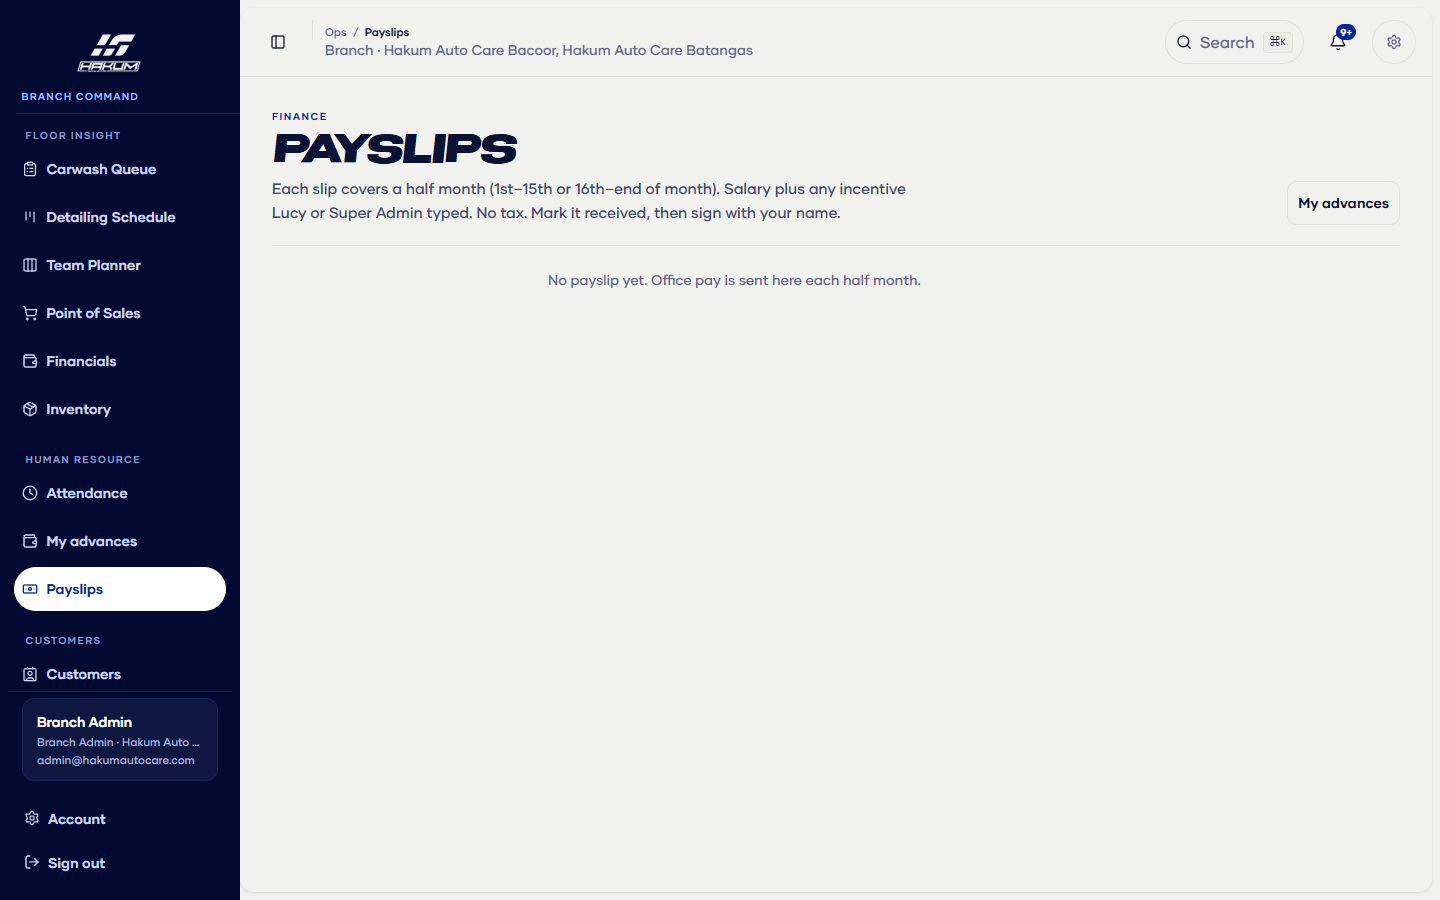 HAKUM
BRANCH COMMAND
FLOOR INSIGHT
Carwash Queue
Detailing Schedule
Team Planner
Point of Sales
Financials
Inventory
HUMAN RESOURCE
Attendance
My advances
Payslips
CUSTOMERS
Customers
Branch Admin
Branch Admin · Hakum Auto ...
admin@hakumautocare.com
Account
Sign out
Ops / Payslips
Branch · Hakum Auto Care Bacoor, Hakum Auto Care Batangas
Search ⌘K
9+
FINANCE
PAYSLIPS
Each slip covers a half month (1st–15th or 16th–end of month). Salary plus any incentive
Lucy or Super Admin typed. No tax. Mark it received, then sign with your name.
My advances
No payslip yet. Office pay is sent here each half month.